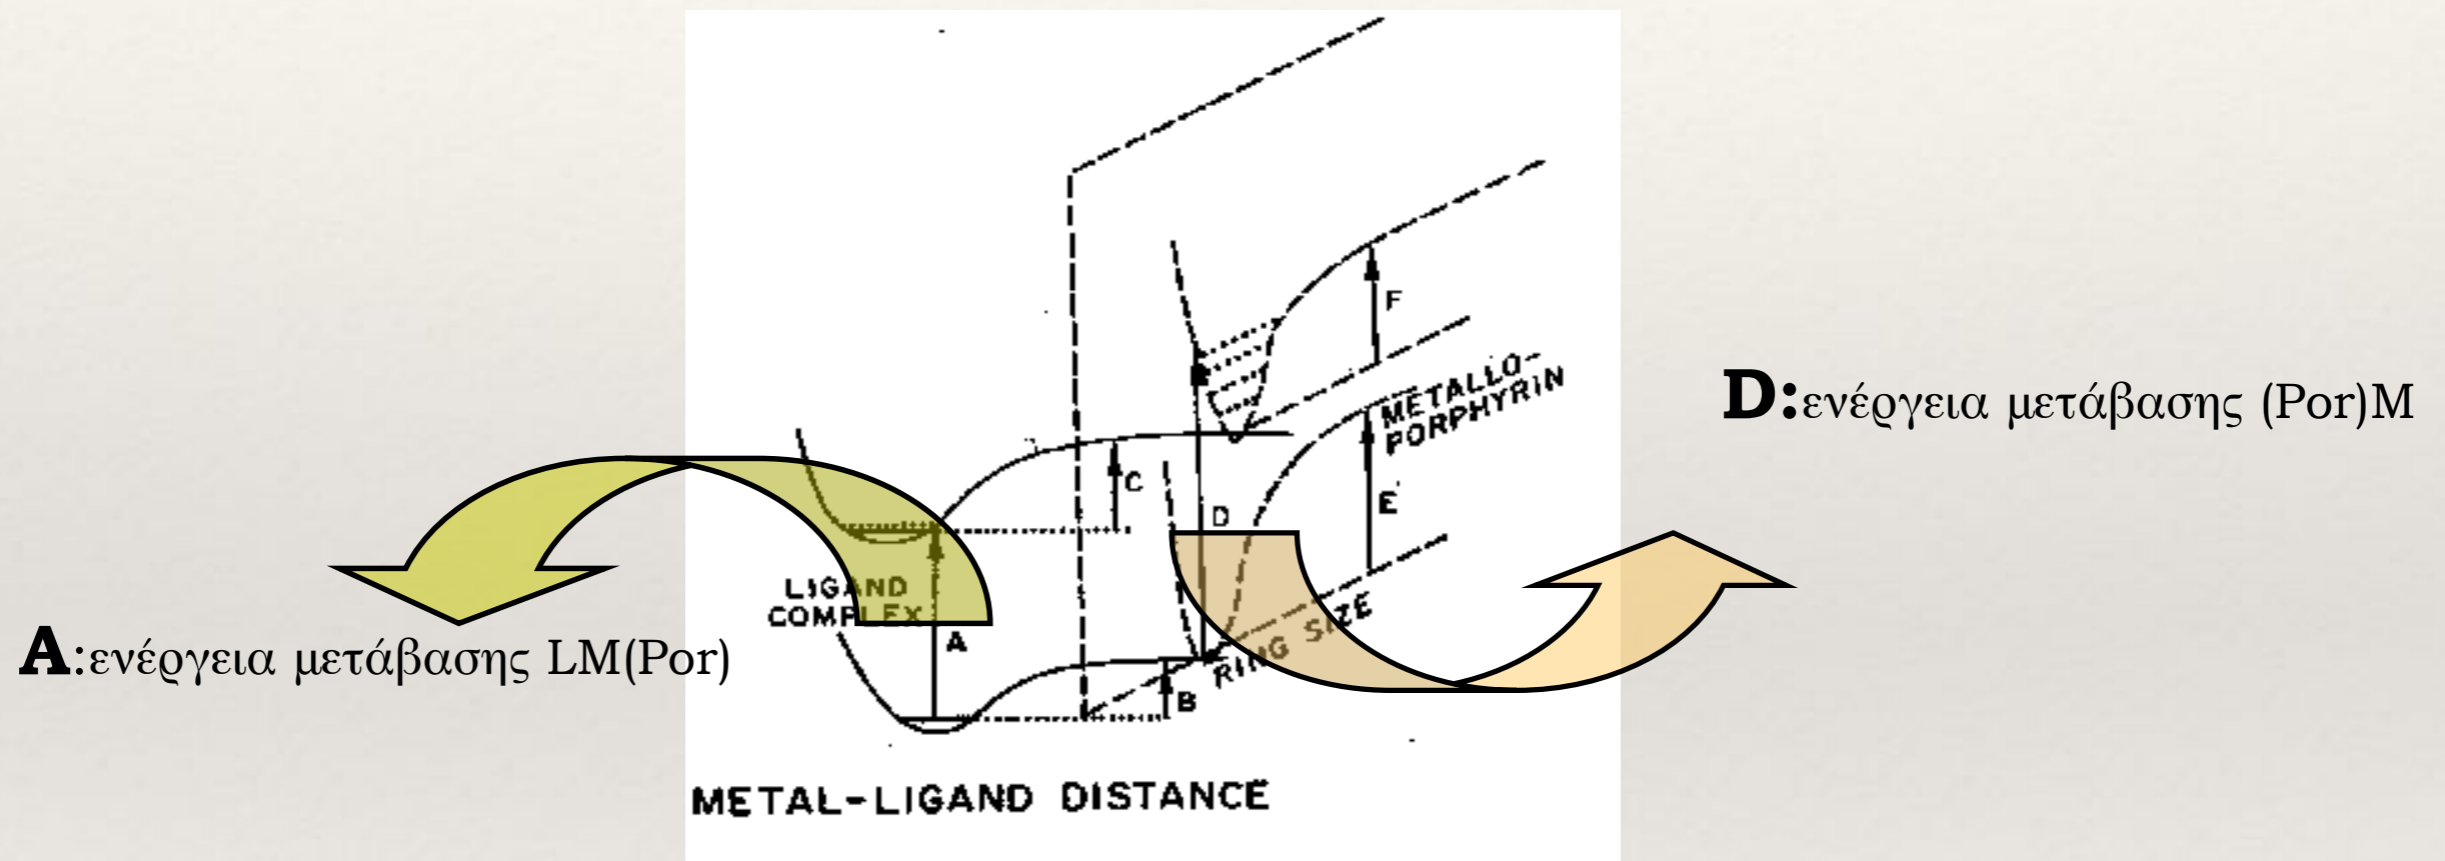 F
METALLO-
PORPHYRIN
D:ενέργεια μετάβασης (Por)M
C
E
D
LIGAND
COMPLEX
A
A:ενέργεια μετάβασης LM(Por)
RING SIZE
B
METAL-LIGAND DISTANCE